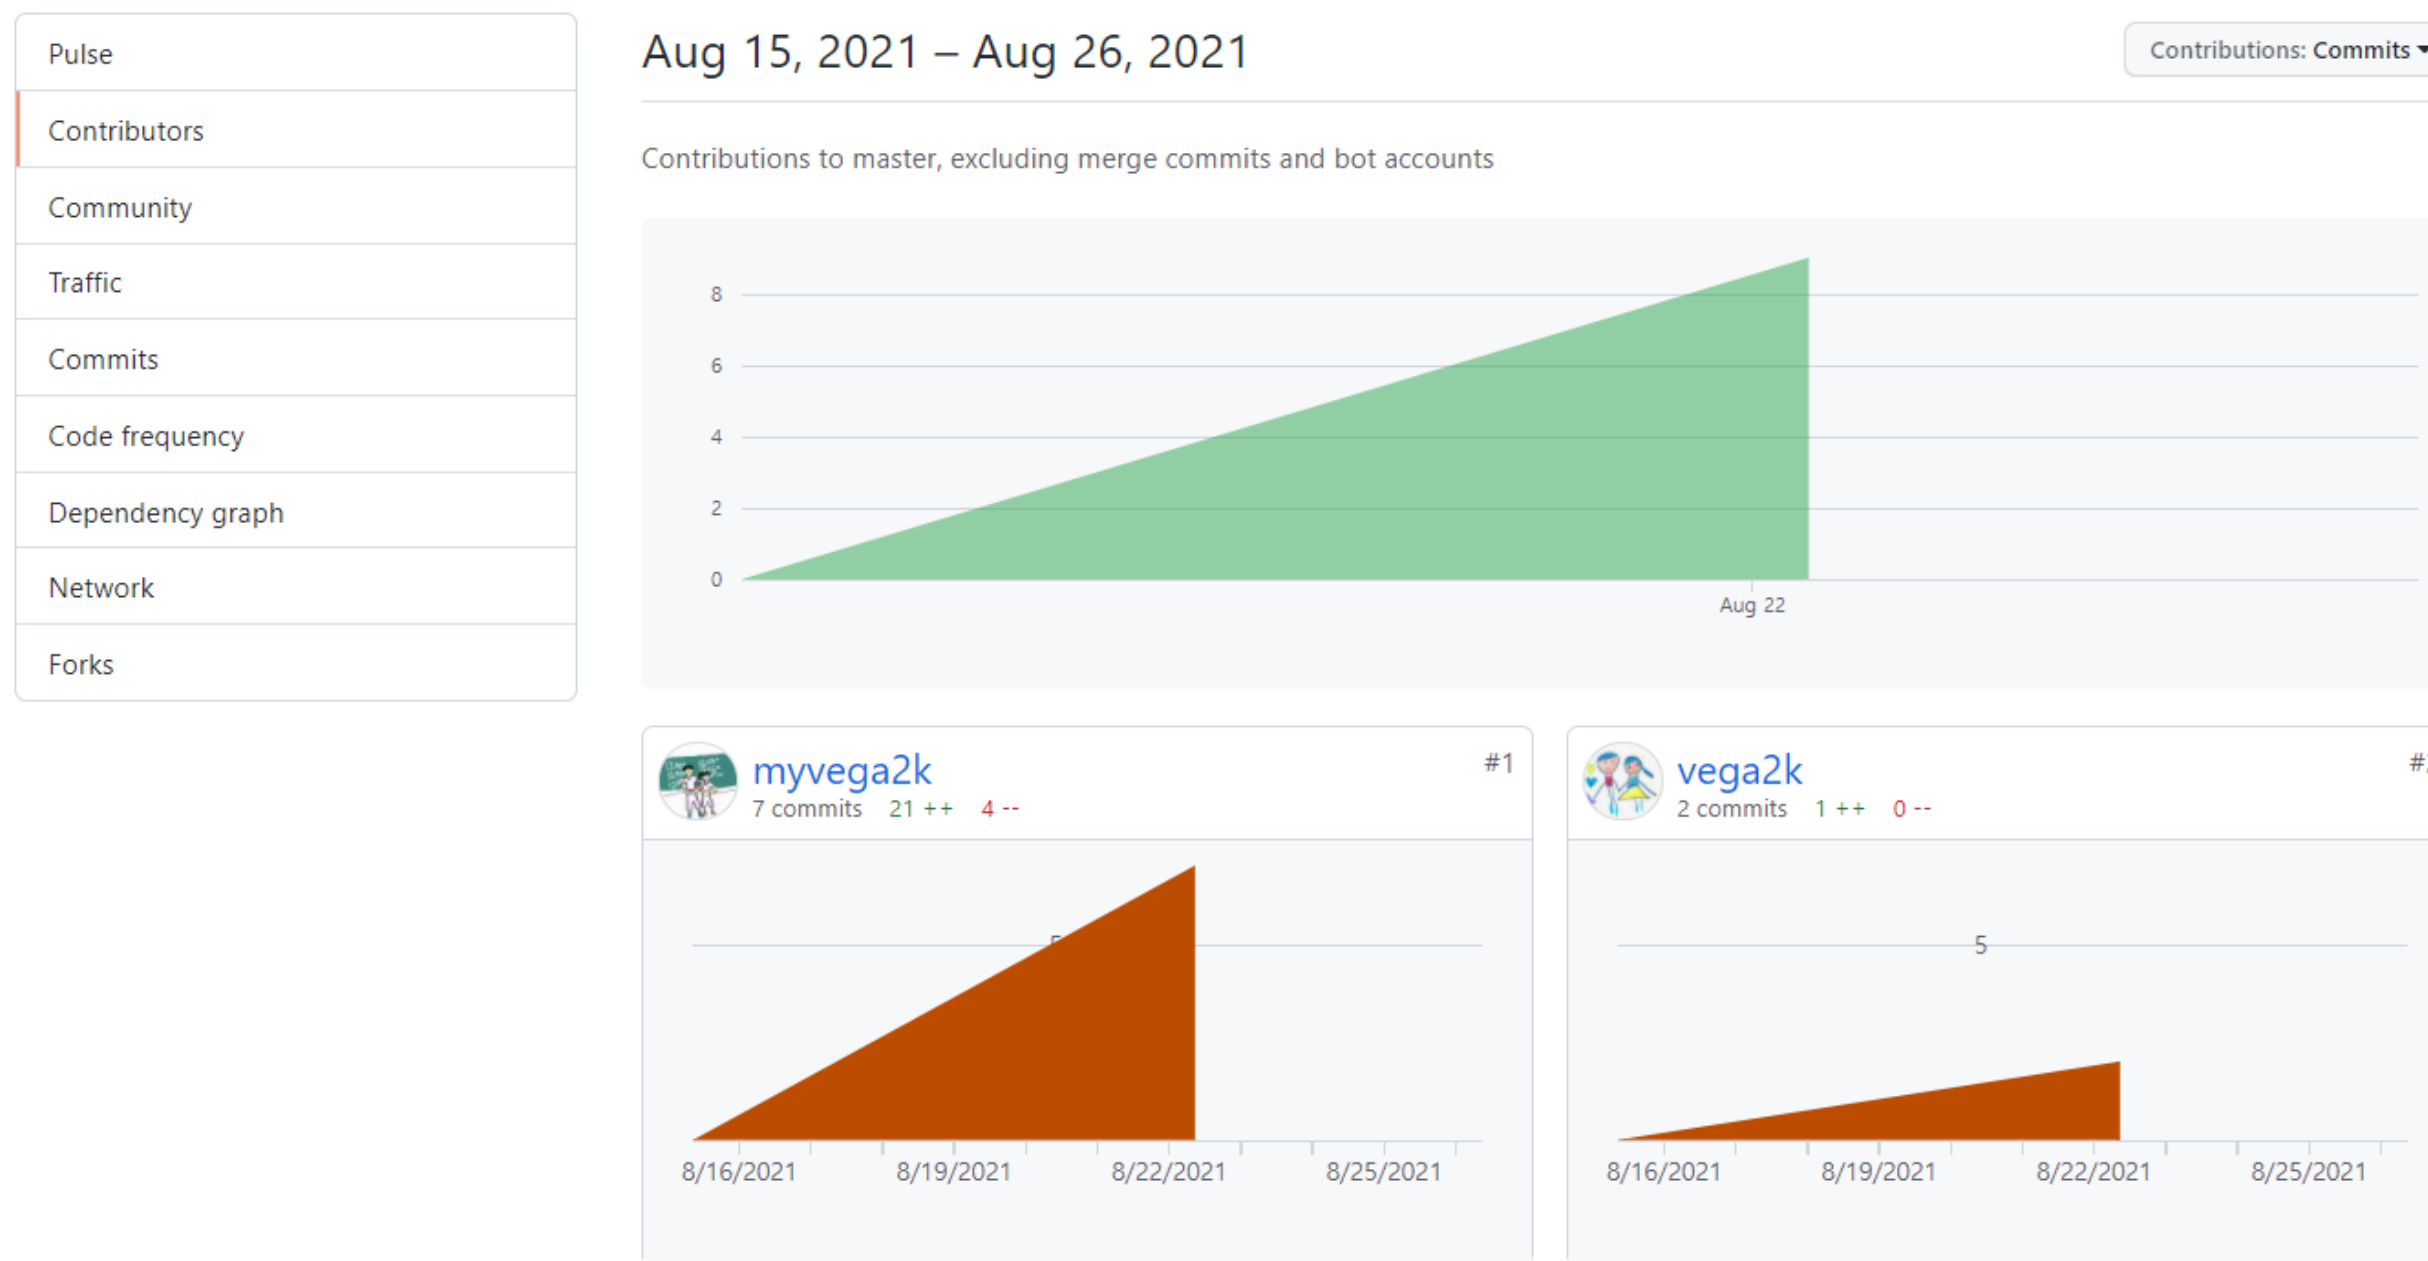 Pulse
Contributors
Community
Traffic
Commits
Code frequency
Dependency graph
Network
Forks
Aug 15, 2021 – Aug 26, 2021
Contributions: Commits
Contributions to master, excluding merge commits and bot accounts
8
6
4
2
0
Aug 22
myvega2k
#1
7 commits 21 ++ 4 --
8/16/2021 8/19/2021 8/22/2021 8/25/2021
vega2k
2 commits 1 ++ 0 --
5
8/16/2021 8/19/2021 8/22/2021 8/25/2021